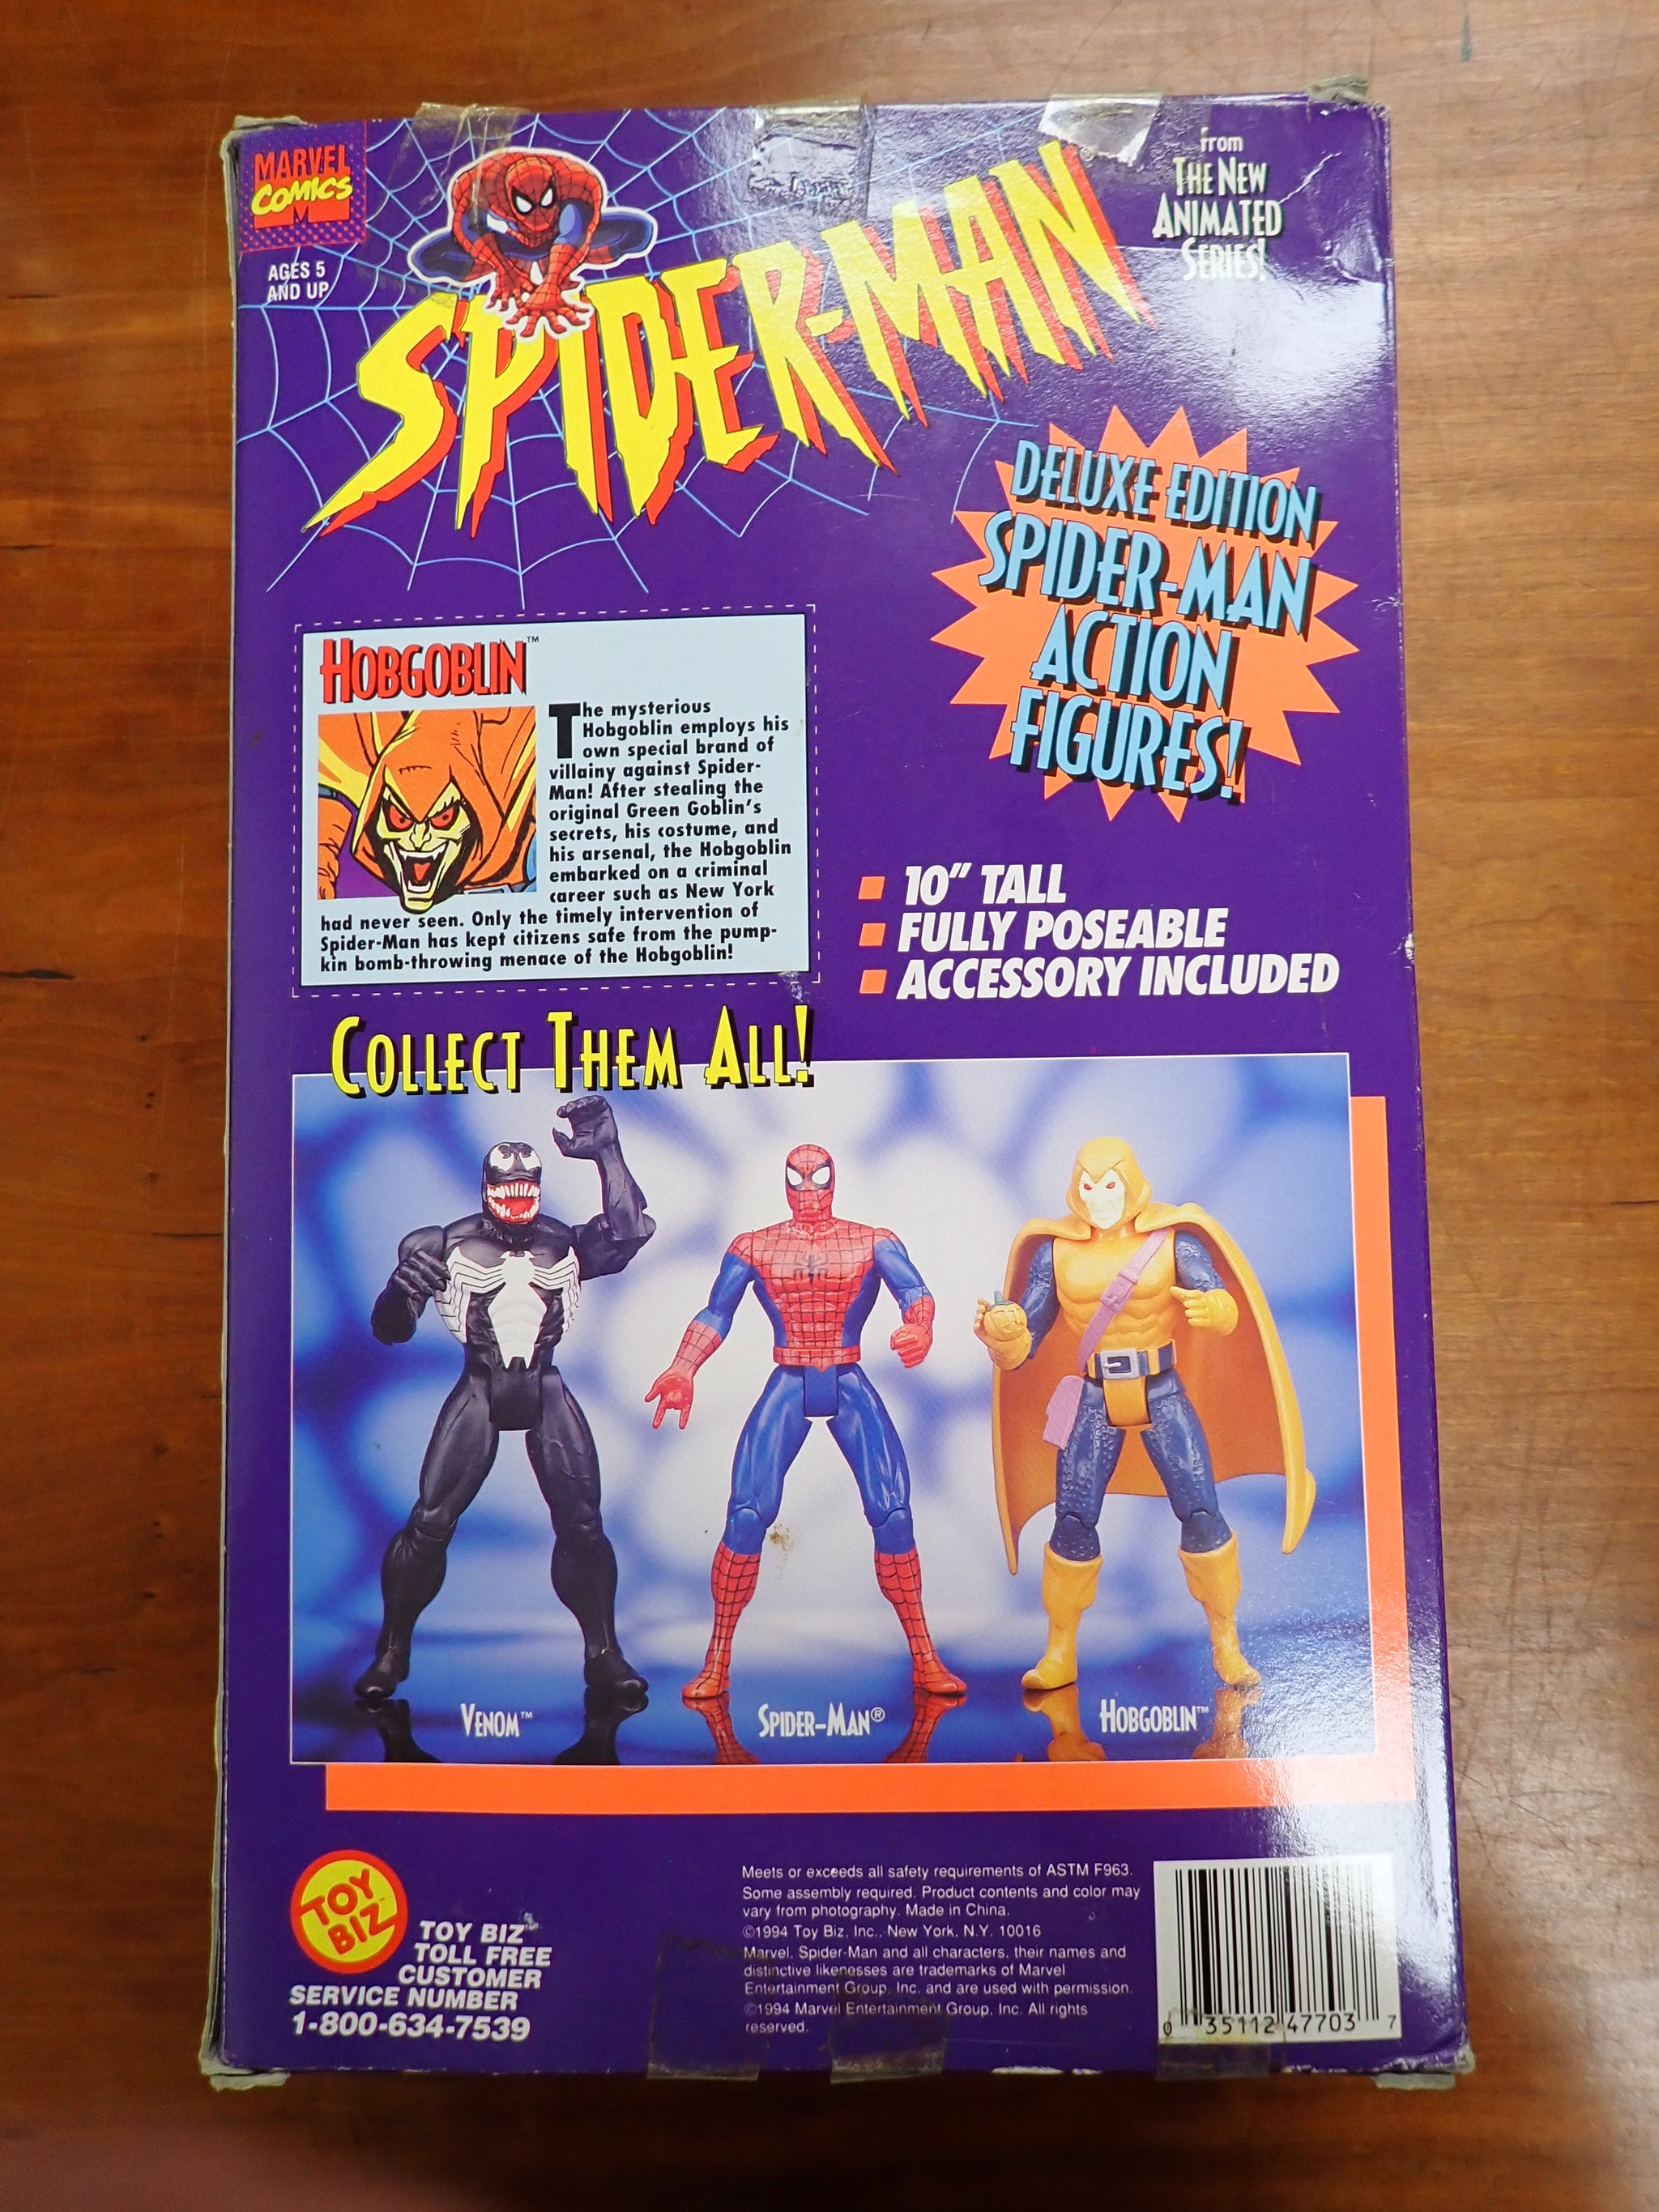 MARVEL
COMICS
AGES 5
AND UP
SPIDER-MAN
from
THE NEW
ANIMATED
SERIES!
DELUXE EDITION
SPIDER-MAN
ACTION
FIGURES!
HOBGOBLIN™
The mysterious
Hobgoblin employs his
own special brand of
villainy against Spider-
Man! After stealing the
original Green Goblin's
secrets, his costume, and
his arsenal, the Hobgoblin
embarked on a criminal
career such as New York
had never seen. Only the timely intervention of
Spider-Man has kept citizens safe from the pump-
kin bomb-throwing menace of the Hobgoblin!
10" TALL
FULLY POSEABLE
ACCESSORY INCLUDED
COLLECT THEM ALL!
VENOM™
SPIDER-MAN®
HOBGOBLIN™
TOY
BIZ
TOY BIZ
TOLL FREE
CUSTOMER
SERVICE NUMBER
1-800-634-7539
Meets or exceeds all safety requirements of ASTM F963.
Some assembly required. Product contents and color may
vary from photography. Made in China.
©1994 Toy Biz, Inc., New York, N.Y. 10016
Marvel, Spider-Man and all characters, their names and
distinctive likenesses are trademarks of Marvel
Entertainment Group, Inc. and are used with permission.
©1994 Marvel Entertainment Group, Inc. All rights
reserved.
0 35112 47703 7